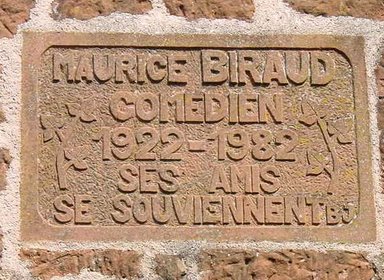 MAURICE BIRAUD
COMEDIEN
1922-1982
SES AMIS
SE SOUVIENNENT BJ